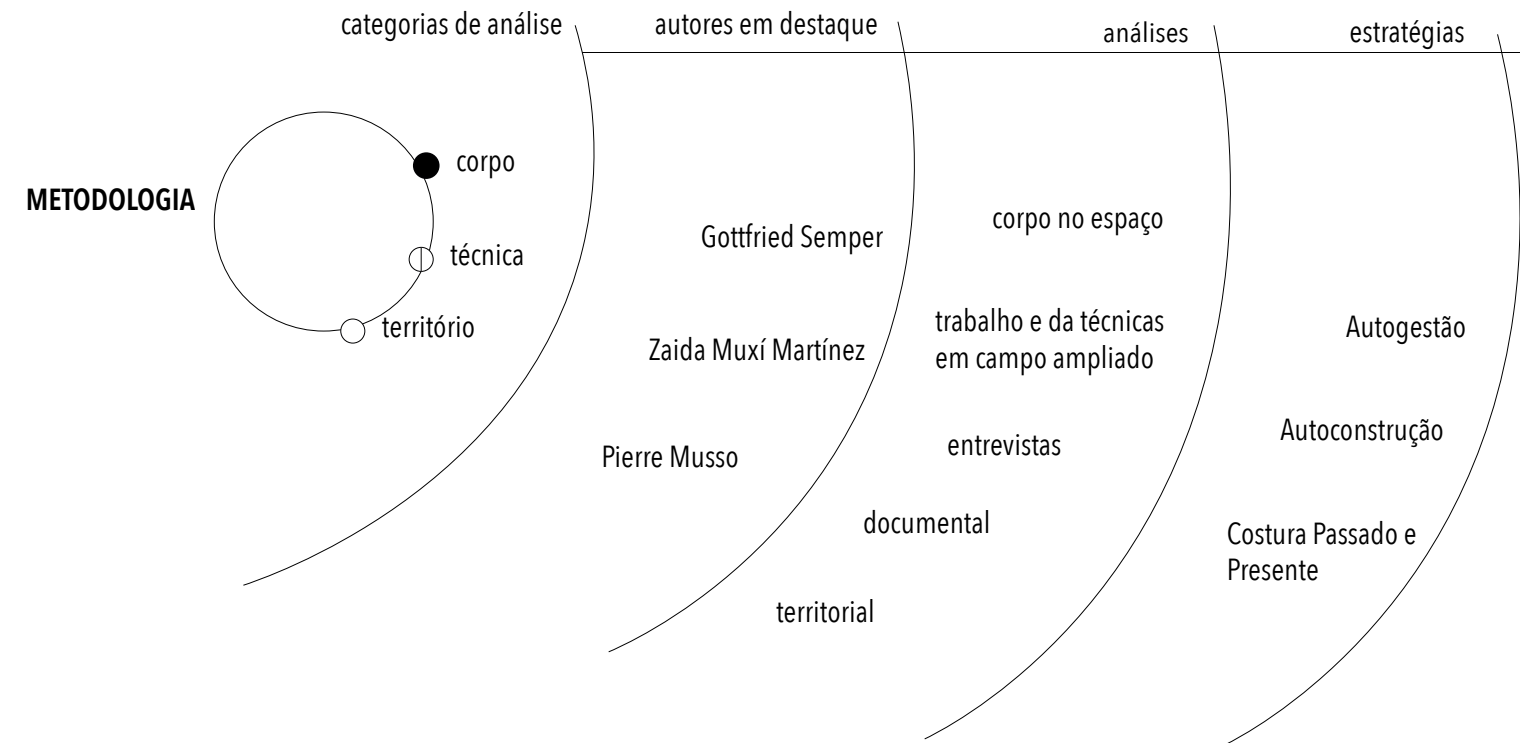 categorias de análise
autores em destaque
análises
estratégias
METODOLOGIA
corpo
técnica
território
Gottfried Semper
Zaida Muxí Martínez
Pierre Musso
corpo no espaço
trabalho e da técnicas
em campo ampliado
entrevistas
documental
territorial
Autogestão
Autoconstrução
Costura Passado e
Presente